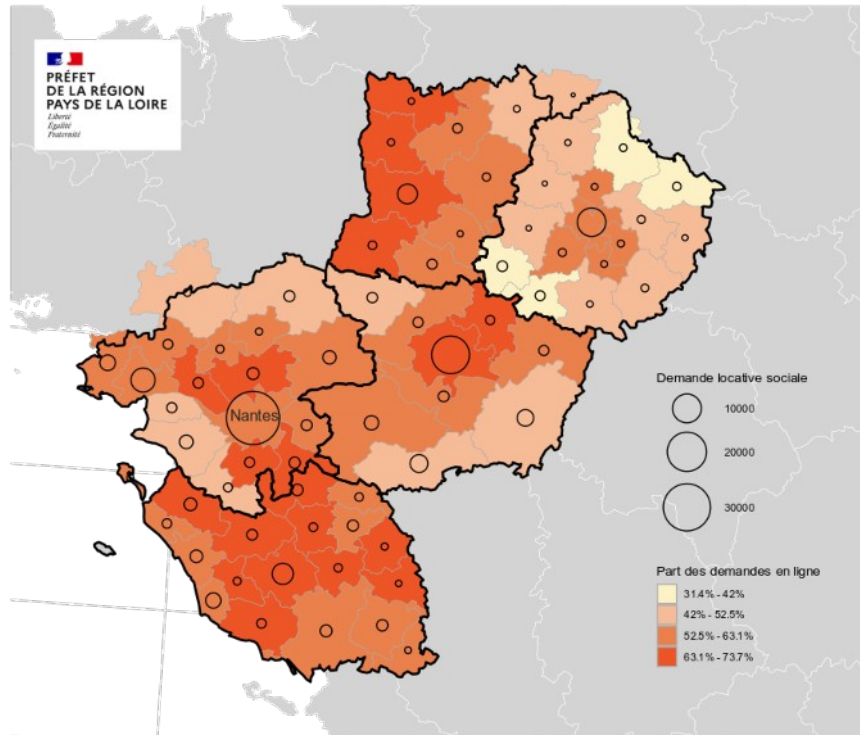 PRÉFET
DE LA RÉGION
PAYS DE LA LOIRE
Liberté
Égalité
Fraternité
Nantes
Demande locative sociale
10000
20000
30000
Part des demandes en ligne
31.4% - 42%
42% - 52.5%
52.5% - 63.1%
63.1% - 73.7%